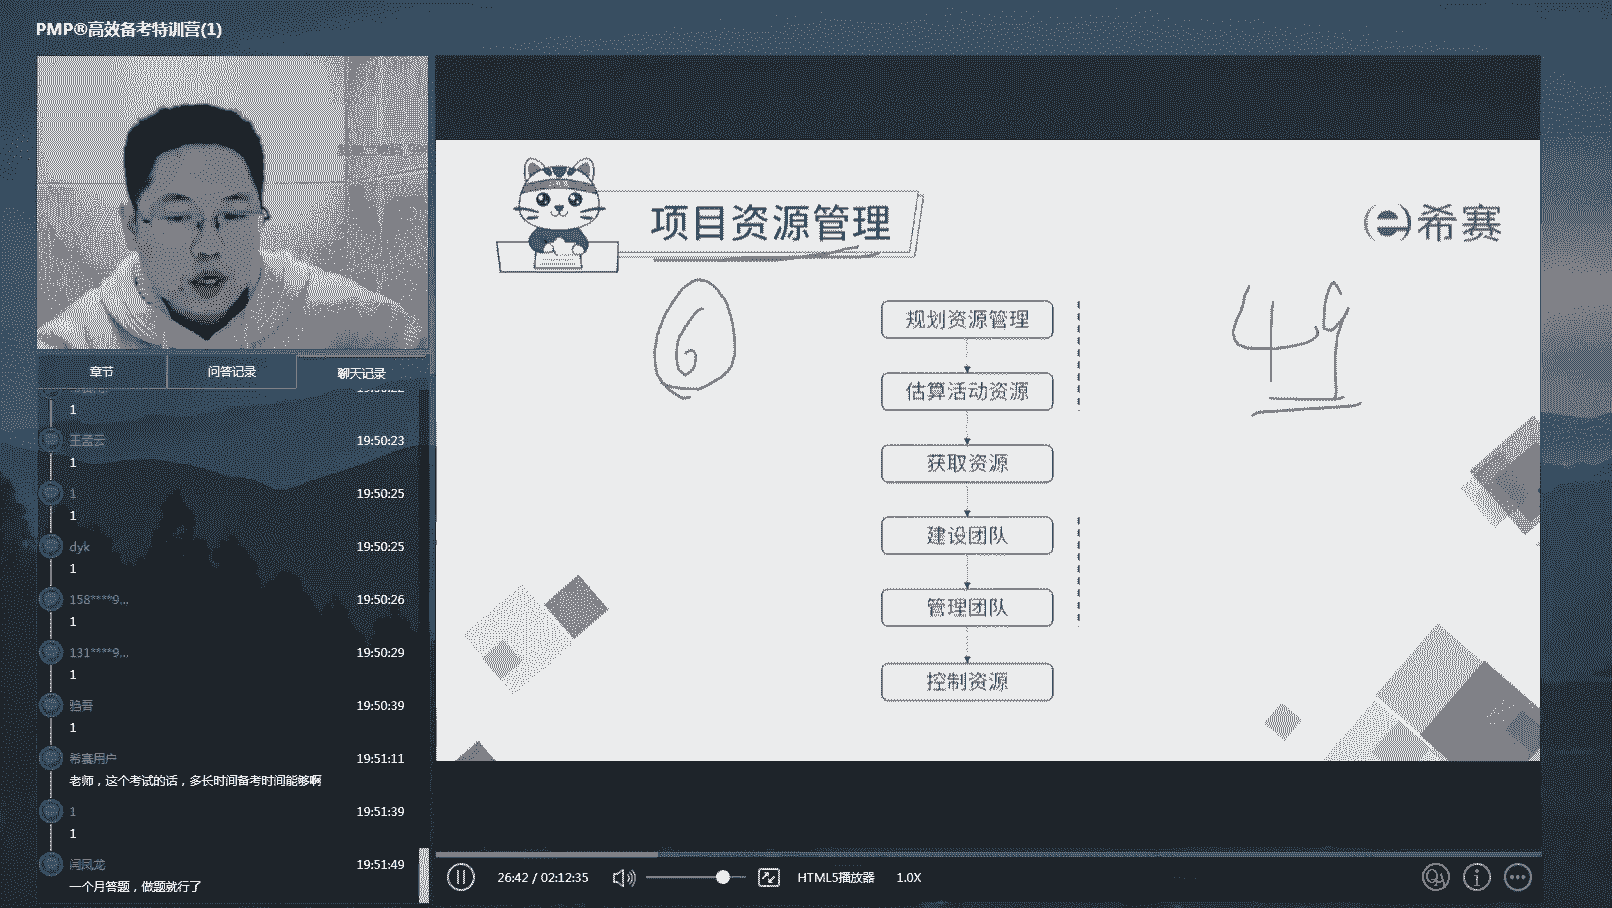 PMP®高效备考特训营(1)
章节
问答记录
聊天记录
1
王孟云
19:50:23
1
1
19:50:25
1
dyk
19:50:25
1
158****9...
19:50:26
1
131****9...
19:50:29
1
19:50:39
1
希赛用户
19:51:11
老师，这个考试的话，多长时间备考时间能够啊
1
19:51:39
1
闫凤龙
19:51:49
一个月答题，做题就行了
项目资源管理
希赛
6
49
规划资源管理
估算活动资源
获取资源
建设团队
管理团队
控制资源
26:42 / 02:12:35
HTML5播放器
1.0X